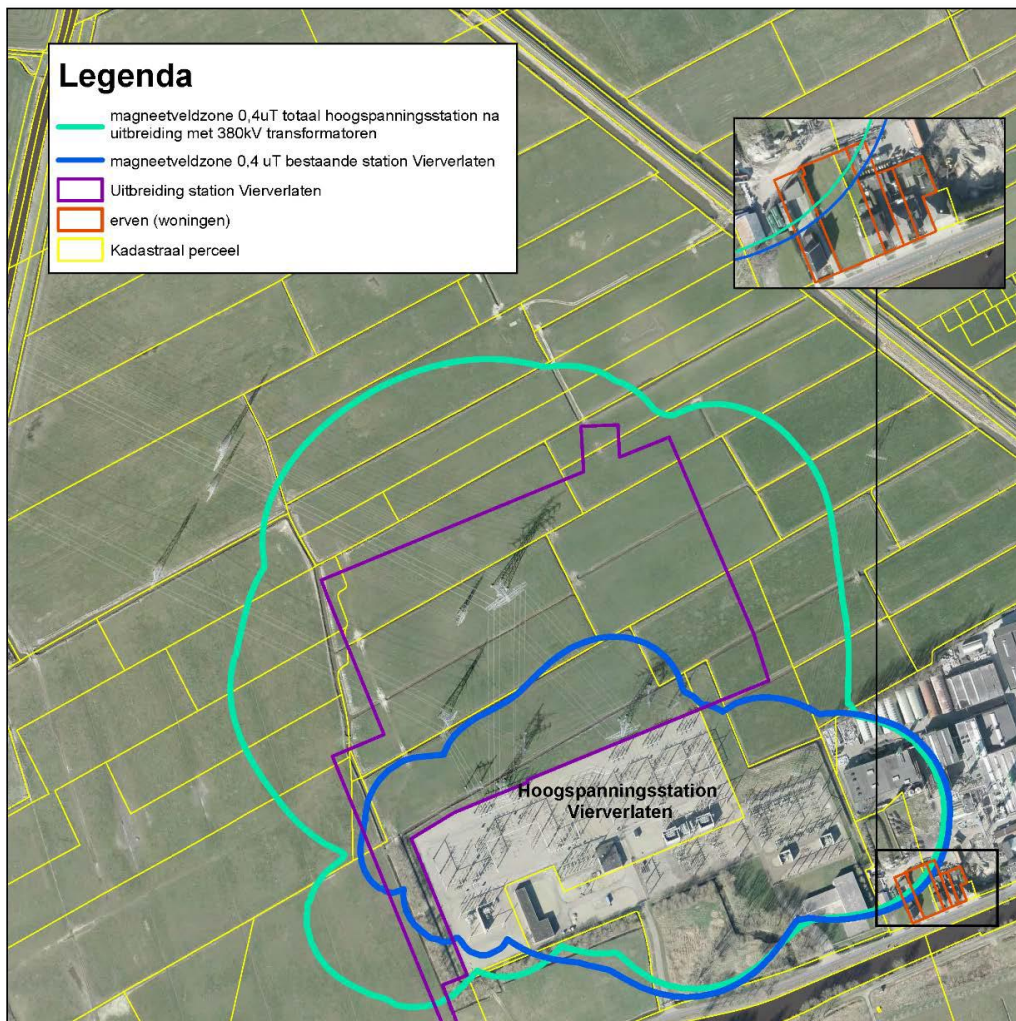 Legenda
magneetveldzone 0,4uT totaal hoogspanningsstation na
uitbreiding met 380kV transformatoren
magneetveldzone 0,4 uT bestaande station Vierverlaten
Uitbreiding station Vierverlaten
erven (woningen)
Kadastraal perceel
Hoogspanningsstation
Vierverlaten